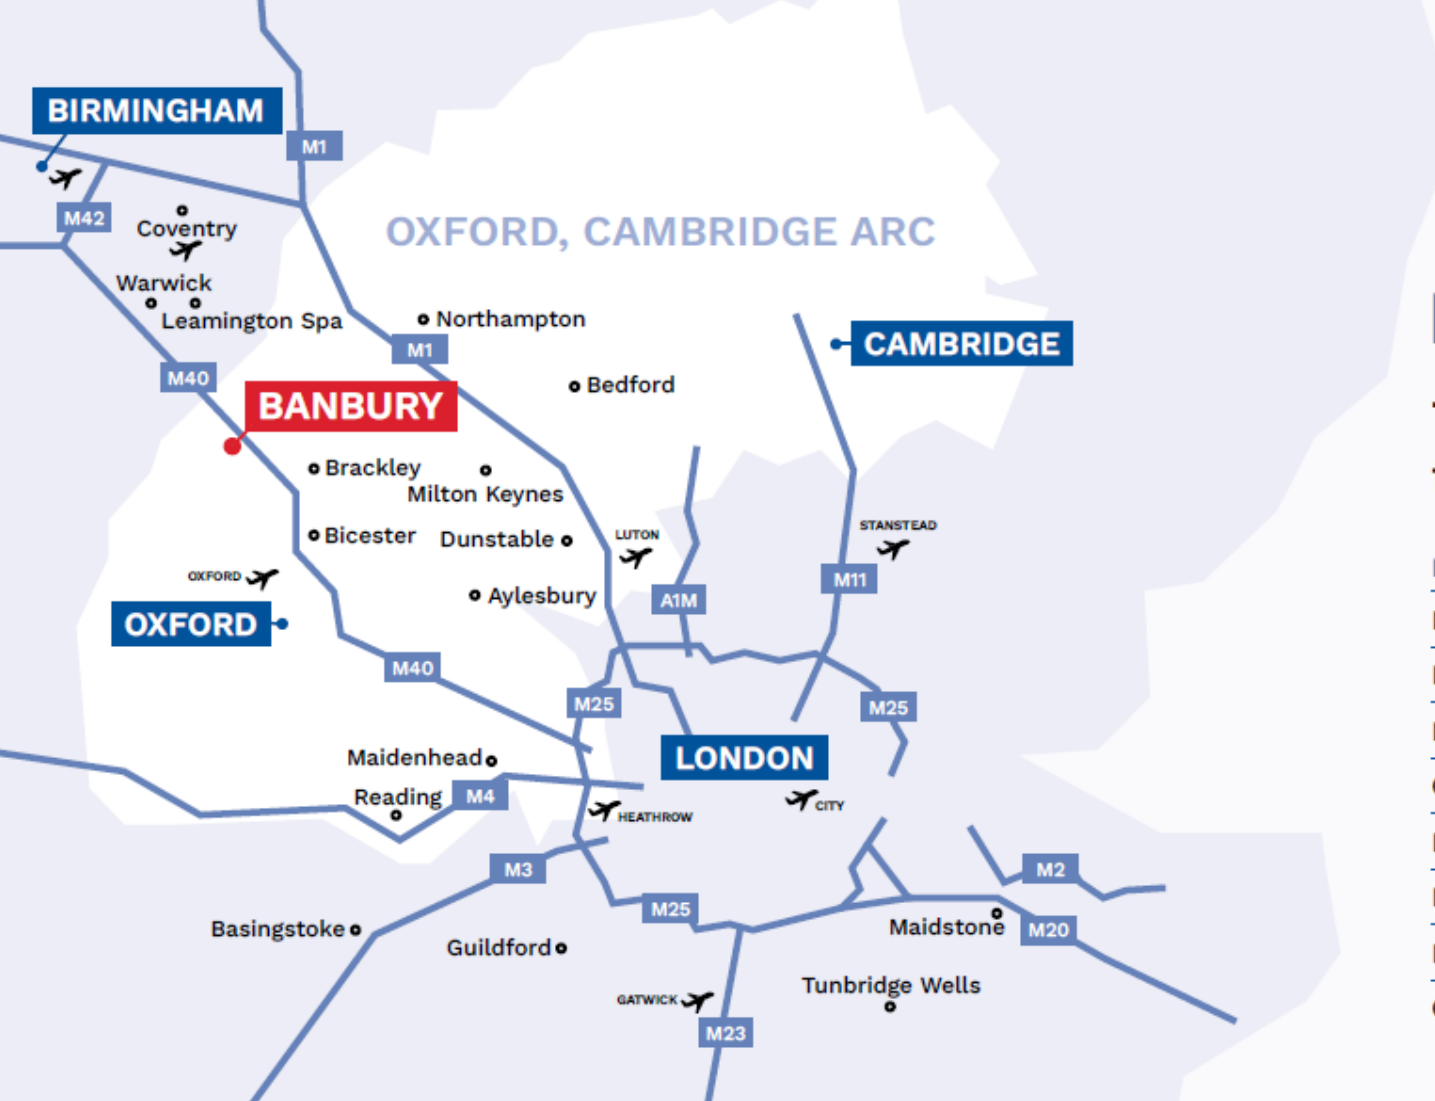 BIRMINGHAM
M1
M42
Coventry
OXFORD, CAMBRIDGE ARC
Warwick
Leamington Spa
Northampton
M1
CAMBRIDGE
M40
Bedford
BANBURY
Brackley
Milton Keynes
STANSTEAD
Bicester
Dunstable
LUTON
OXFORD
M11
Aylesbury
A1M
OXFORD
M40
M25
M25
Maidenhead
LONDON
Reading
M4
CITY
HEATHROW
M3
M2
M25
Basingstoke
Maidstone
M20
Guildford
Tunbridge Wells
GATWICK
M23